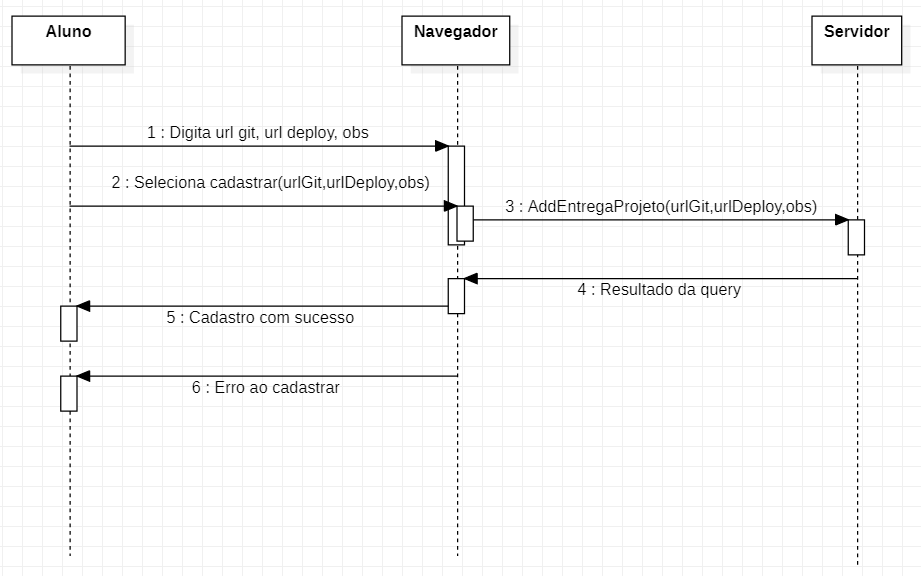 Aluno
Navegador
Servidor
1 : Digita url git, url deploy, obs
2 : Seleciona cadastrar(urlGit,urlDeploy,obs)
3 : AddEntregaProjeto(urlGit,urlDeploy,obs)
4 : Resultado da query
5 : Cadastro com sucesso
6 : Erro ao cadastrar